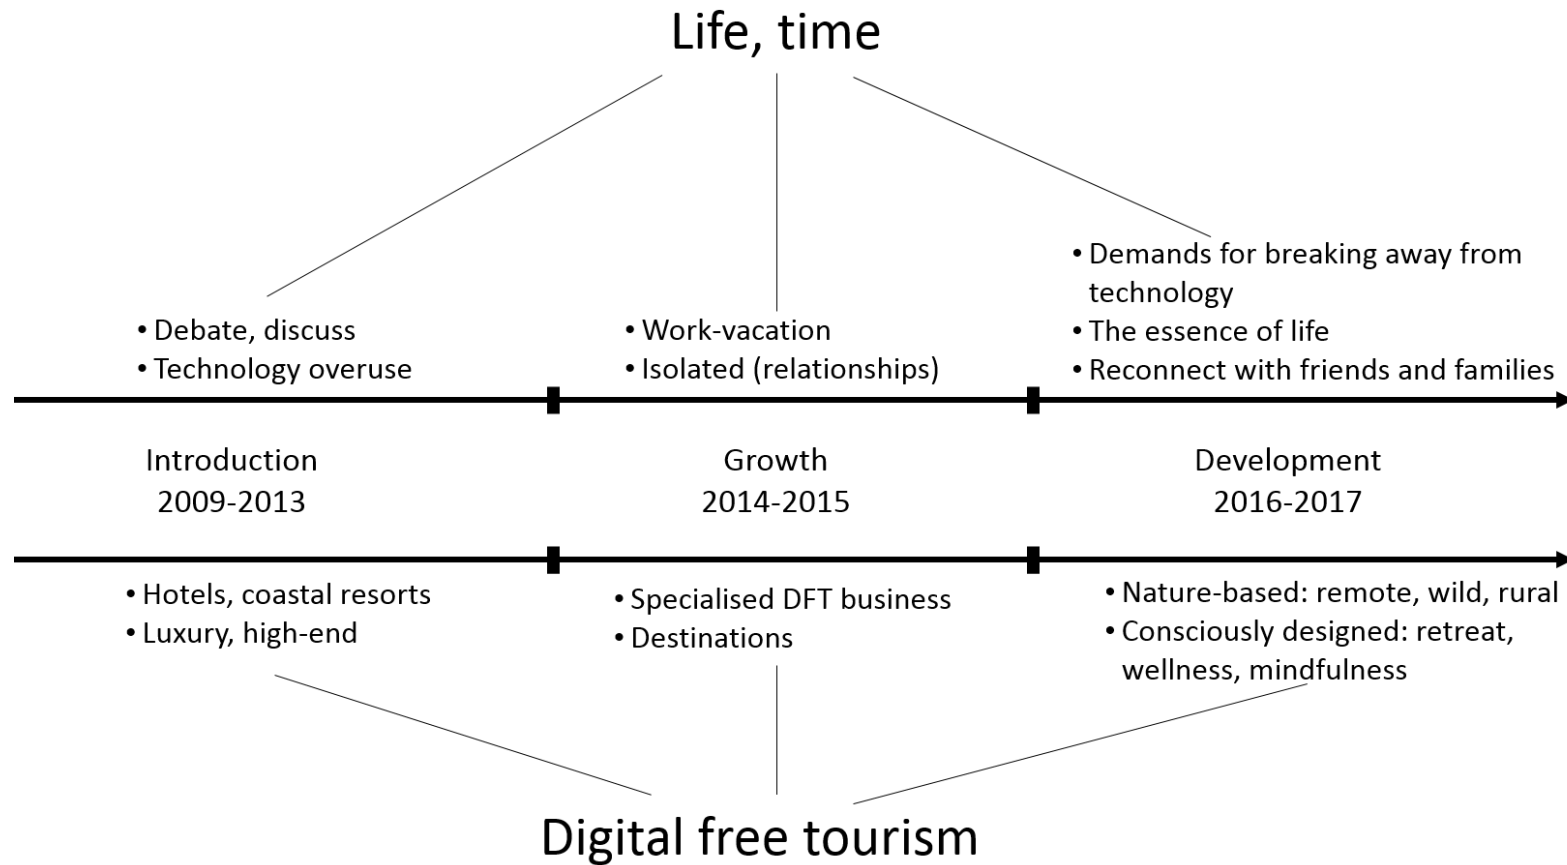 Life, time
• Debate, discuss
• Technology overuse
• Work-vacation
• Isolated (relationships)
• Demands for breaking away from
technology
• The essence of life
• Reconnect with friends and families
Introduction
2009-2013
Growth
2014-2015
Development
2016-2017
• Hotels, coastal resorts
• Luxury, high-end
• Specialised DFT business
• Destinations
• Nature-based: remote, wild, rural
• Consciously designed: retreat,
wellness, mindfulness
Digital free tourism